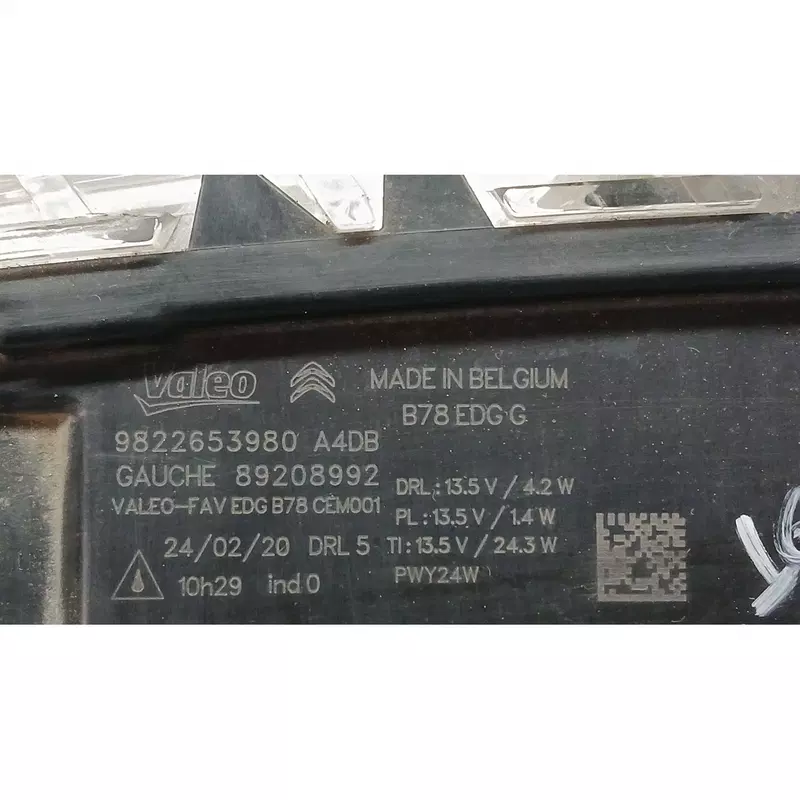 Valeo MADE IN BELGIUM
B78 EDG G
9822653980 A4DB
GAUCHE 89208992
VALEO-FAV EDG B78 CEM001
DRL : 13.5 V / 4.2 W
PL : 13.5 V / 1.4 W
24/02/20 DRL 5 TI : 13.5 V / 24.3 W
10h29 ind 0 PWY24W